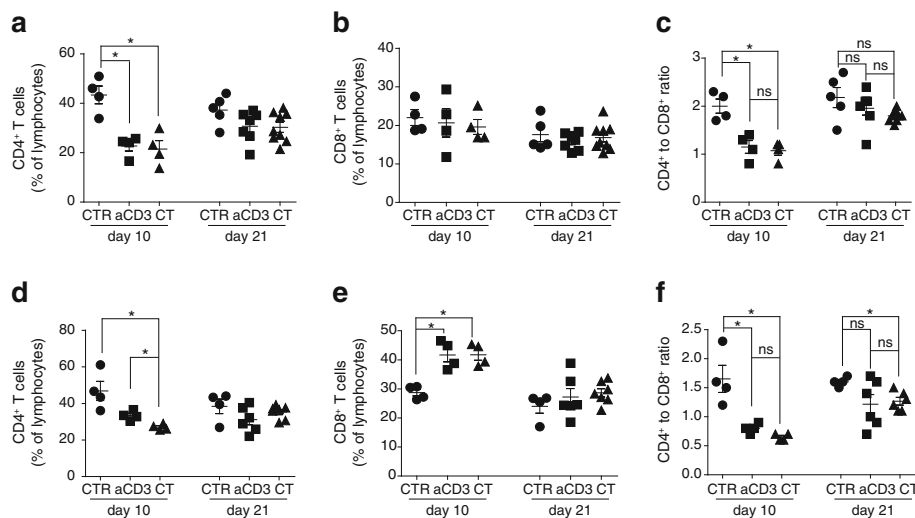 a
CD4⁺ T cells
(% of lymphocytes)
60
40
20
0
*
*
CTR aCD3 CT
CTR aCD3 CT
day 10
day 21
b
CD8⁺ T cells
(% of lymphocytes)
40
30
20
10
0
CTR aCD3 CT
CTR aCD3 CT
day 10
day 21
c
CD4⁺ to CD8⁺ ratio
3
2
1
0
*
*
ns
ns
ns
ns
CTR aCD3 CT
CTR aCD3 CT
day 10
day 21
d
CD4⁺ T cells
(% of lymphocytes)
80
60
40
20
0
*
*
CTR aCD3 CT
CTR aCD3 CT
day 10
day 21
e
CD8⁺ T cells
(% of lymphocytes)
50
40
30
20
10
0
*
*
CTR aCD3 CT
CTR aCD3 CT
day 10
day 21
f
CD4⁺ to CD8⁺ ratio
2.5
2.0
1.5
1.0
0.5
0.0
*
*
ns
*
ns
ns
CTR aCD3 CT
CTR aCD3 CT
day 10
day 21